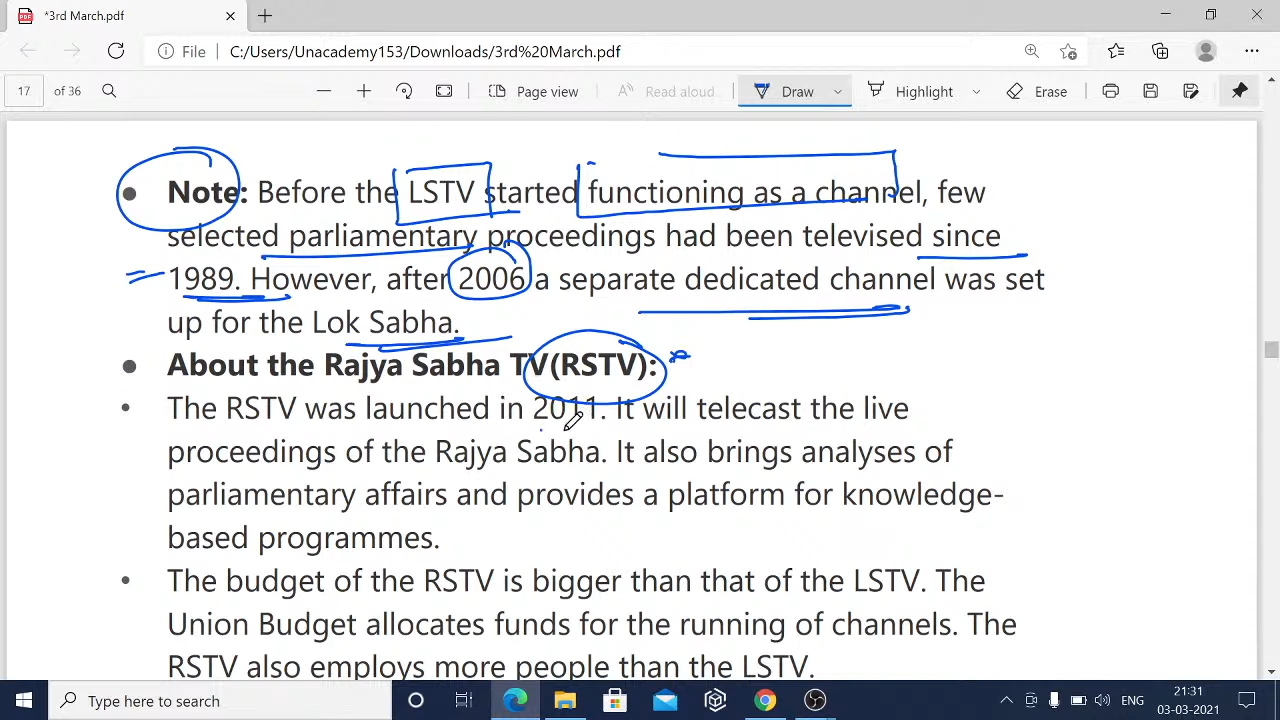 *3rd March.pdf
File C:/Users/Unacademy153/Downloads/3rd%20March.pdf
17 of 36 Page view Read aloud Draw Highlight Erase
● Note: Before the LSTV started functioning as a channel, few
selected parliamentary proceedings had been televised since
1989. However, after 2006 a separate dedicated channel was set
up for the Lok Sabha.
● About the Rajya Sabha TV(RSTV):
• The RSTV was launched in 2011. It will telecast the live
proceedings of the Rajya Sabha. It also brings analyses of
parliamentary affairs and provides a platform for knowledge-
based programmes.
• The budget of the RSTV is bigger than that of the LSTV. The
Union Budget allocates funds for the running of channels. The
RSTV also employs more people than the LSTV.
Type here to search ENG 21:31
03-03-2021